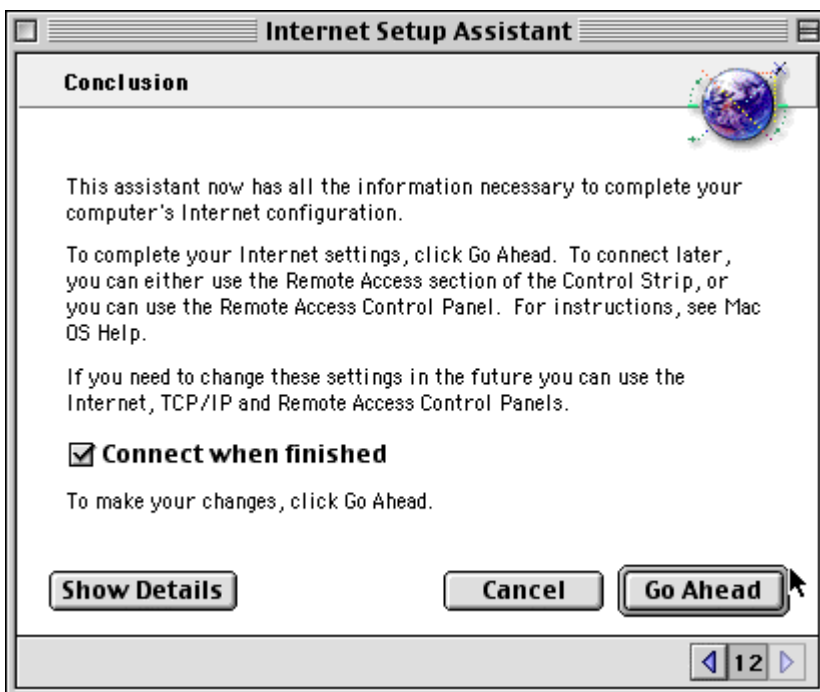 Internet Setup Assistant
Conclusion
This assistant now has all the information necessary to complete your
computer's Internet configuration.
To complete your Internet settings, click Go Ahead. To connect later,
you can either use the Remote Access section of the Control Strip, or
you can use the Remote Access Control Panel. For instructions, see Mac
OS Help.
If you need to change these settings in the future you can use the
Internet, TCP/IP and Remote Access Control Panels.
Connect when finished
To make your changes, click Go Ahead.
Show Details Cancel Go Ahead
12